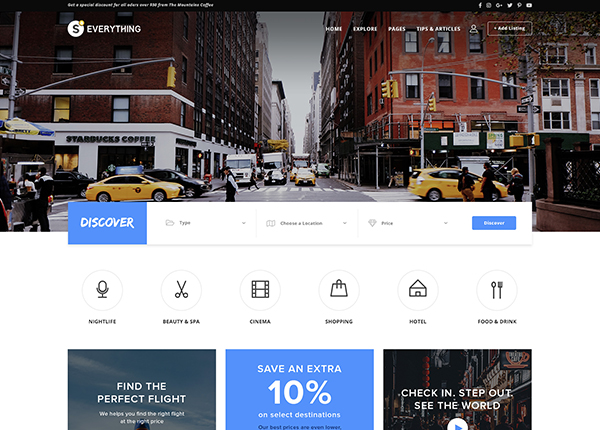 Get a special discount for all oders over $50 from The Mountains Coffee
S EVERYTHING
HOME EXPLORE PAGES TIPS & ARTICLES + Add Listing
STARBUCKS COFFEE
DISCOVER Type Choose a Location Price Discover
NIGHTLIFE BEAUTY & SPA CINEMA SHOPPING HOTEL FOOD & DRINK
FIND THE
PERFECT FLIGHT
We helps you find the right flight
at the right price
SAVE AN EXTRA
10%
on select destinations
Our best prices are even lower.
CHECK IN. STEP OUT.
SEE THE WORLD